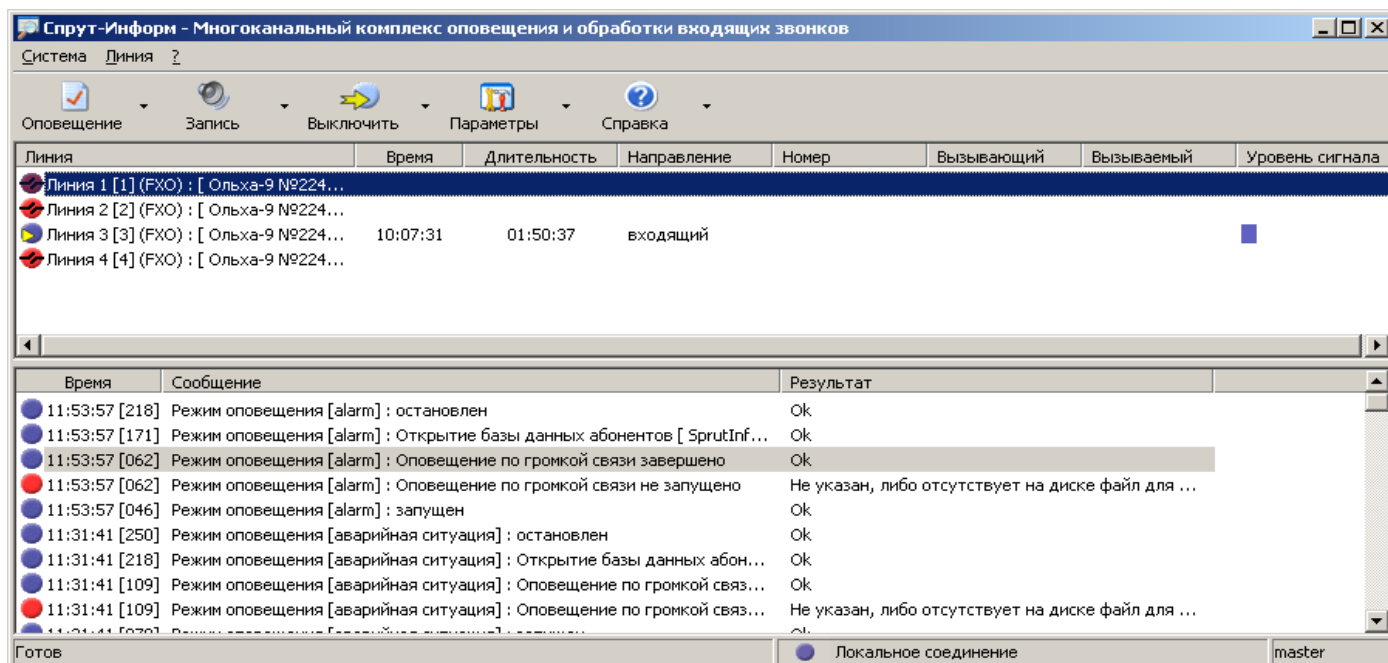 Спрут-Информ - Многоканальный комплекс оповещения и обработки входящих звонков
Система Линия ?
Оповещение Запись Выключить Параметры Справка
Линия Время Длительность Направление Номер Вызывающий Вызываемый Уровень сигнала
Линия 1 [1] (FXO) : [ Ольха-9 №224...
Линия 2 [2] (FXO) : [ Ольха-9 №224...
Линия 3 [3] (FXO) : [ Ольха-9 №224... 10:07:31 01:50:37 входящий
Линия 4 [4] (FXO) : [ Ольха-9 №224...
Время Сообщение Результат
11:53:57 [218] Режим оповещения [alarm] : остановлен Ok
11:53:57 [171] Режим оповещения [alarm] : Открытие базы данных абонентов [ SprutInf... Ok
11:53:57 [062] Режим оповещения [alarm] : Оповещение по громкой связи завершено Ok
11:53:57 [062] Режим оповещения [alarm] : Оповещение по громкой связи не запущено Не указан, либо отсутствует на диске файл для ...
11:53:57 [046] Режим оповещения [alarm] : запущен Ok
11:31:41 [250] Режим оповещения [аварийная ситуация] : остановлен Ok
11:31:41 [218] Режим оповещения [аварийная ситуация] : Открытие базы данных абон... Ok
11:31:41 [109] Режим оповещения [аварийная ситуация] : Оповещение по громкой связ... Ok
11:31:41 [109] Режим оповещения [аварийная ситуация] : Оповещение по громкой связ... Не указан, либо отсутствует на диске файл для ...
Готов Локальное соединение master